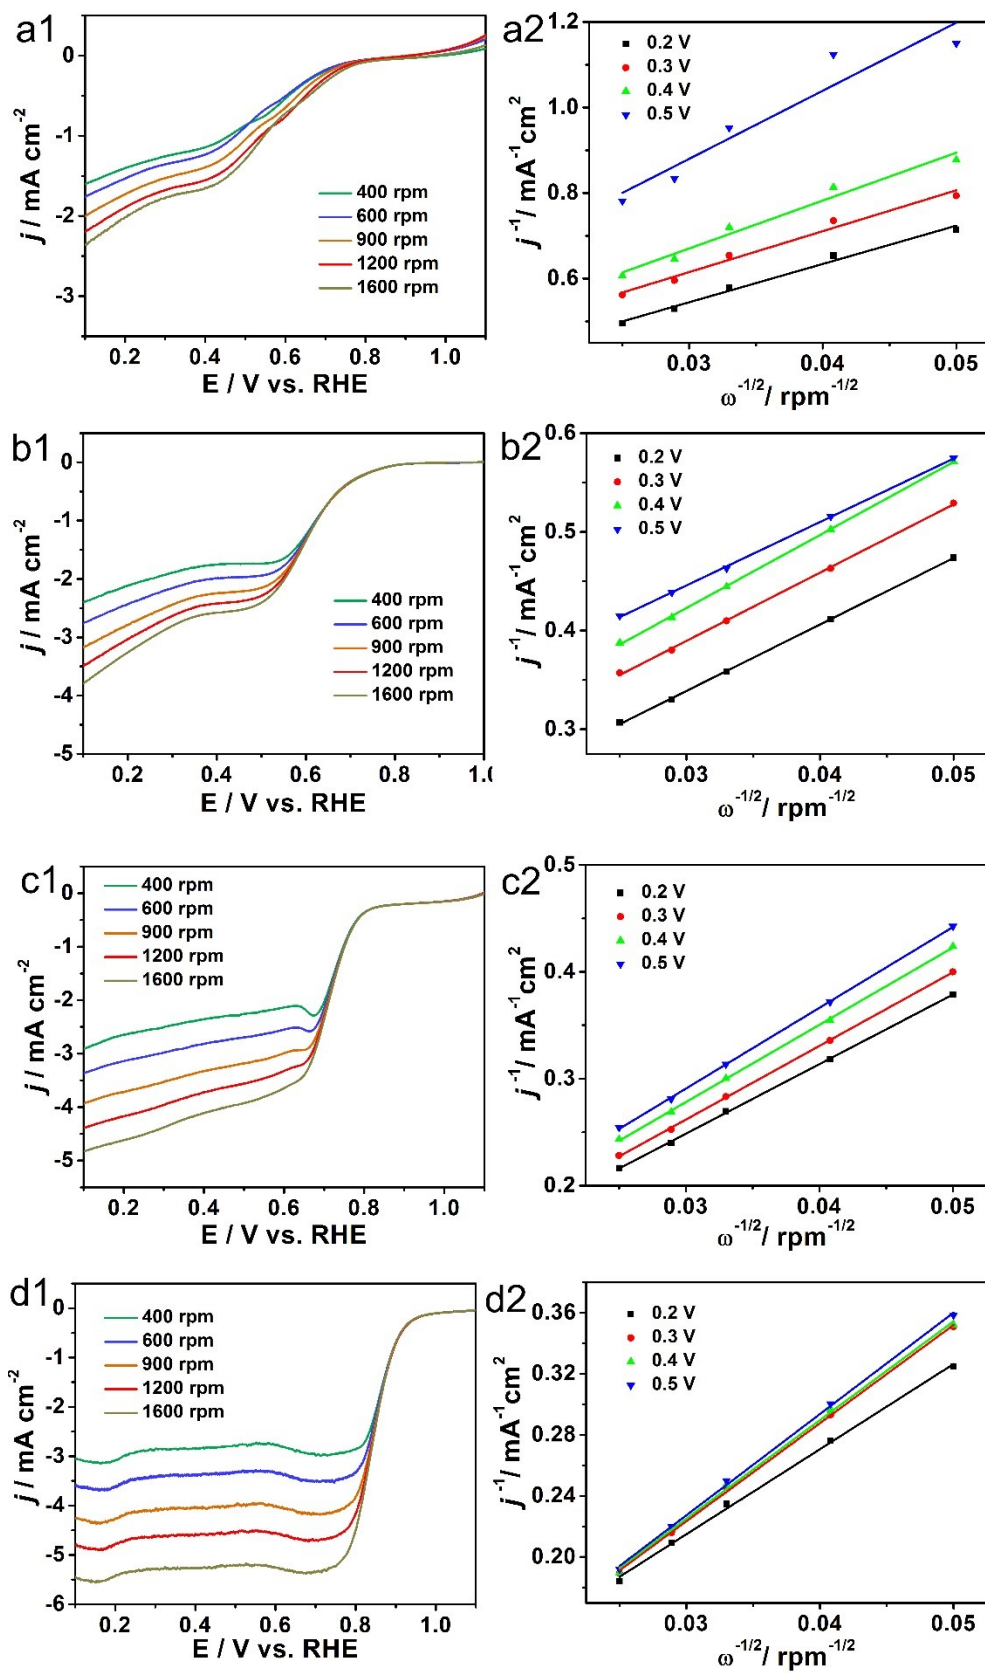 a1
j / mA cm-2
0
-1
-2
-3
0.2 0.4 0.6 0.8 1.0
E / V vs. RHE
400 rpm
600 rpm
900 rpm
1200 rpm
1600 rpm
a2
j-1/ mA-1cm2
1.2
1.0
0.8
0.6
0.03 0.04 0.05
ω-1/2/ rpm-1/2
0.2 V
0.3 V
0.4 V
0.5 V
b1
j / mA cm-2
0
-1
-2
-3
-4
-5
0.2 0.4 0.6 0.8 1.0
E / V vs. RHE
400 rpm
600 rpm
900 rpm
1200 rpm
1600 rpm
b2
j-1/ mA-1cm2
0.6
0.5
0.4
0.3
0.03 0.04 0.05
ω-1/2/ rpm-1/2
0.2 V
0.3 V
0.4 V
0.5 V
c1
j / mA cm-2
0
-1
-2
-3
-4
-5
0.2 0.4 0.6 0.8 1.0
E / V vs. RHE
400 rpm
600 rpm
900 rpm
1200 rpm
1600 rpm
c2
j-1/ mA-1cm2
0.5
0.4
0.3
0.2
0.03 0.04 0.05
ω-1/2/ rpm-1/2
0.2 V
0.3 V
0.4 V
0.5 V
d1
j / mA cm-2
0
-1
-2
-3
-4
-5
-6
0.2 0.4 0.6 0.8 1.0
E / V vs. RHE
400 rpm
600 rpm
900 rpm
1200 rpm
1600 rpm
d2
j-1/ mA-1cm2
0.36
0.32
0.28
0.24
0.20
0.03 0.04 0.05
ω-1/2/ rpm-1/2
0.2 V
0.3 V
0.4 V
0.5 V